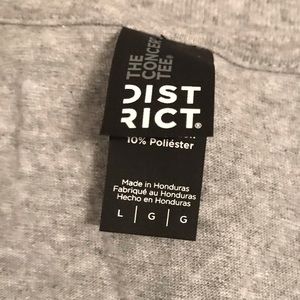 THE
CONCERT
TEE®
DIST
RICT®
10% Poliéster
Made in Honduras
Fabriqué au Honduras
Hecho en Honduras
L | G | G